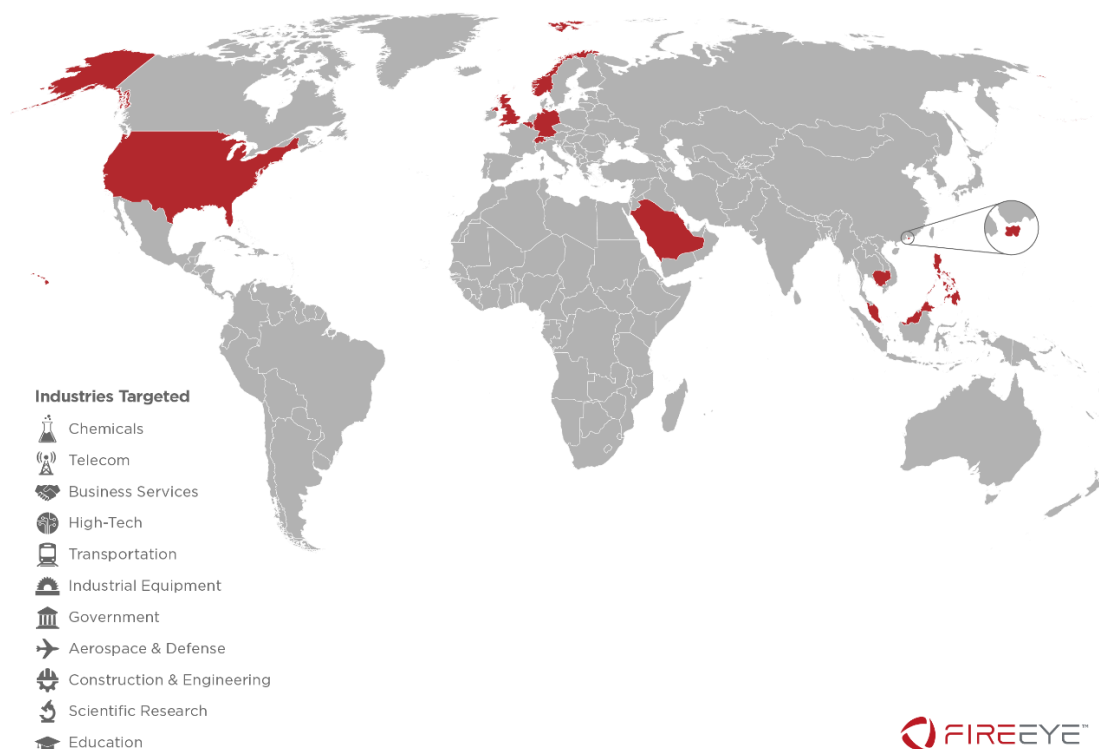 Industries Targeted
Chemicals
Telecom
Business Services
High-Tech
Transportation
Industrial Equipment
Government
Aerospace & Defense
Construction & Engineering
Scientific Research
Education
FIREEYE™